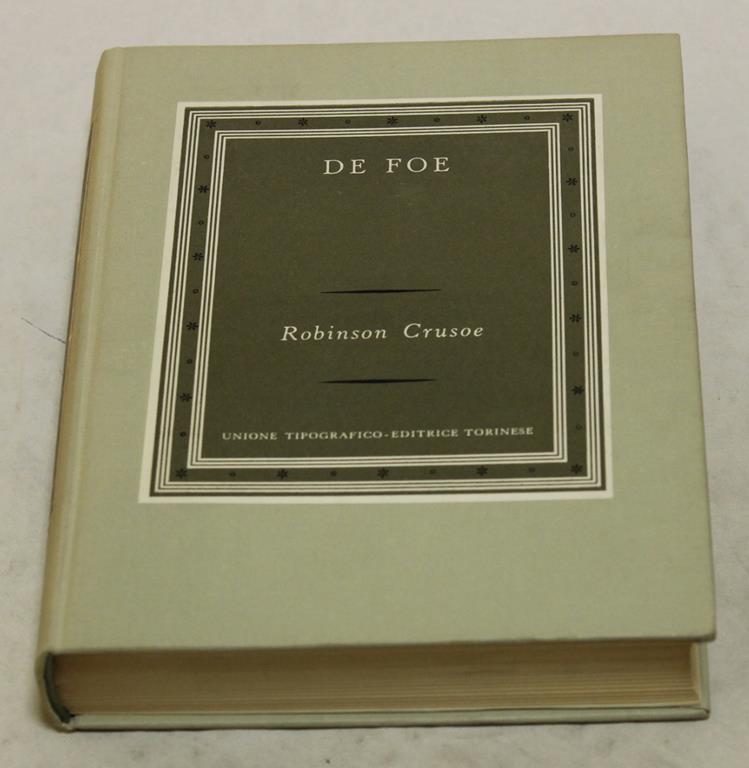 DE FOE
Robinson Crusoe
UNIONE TIPOGRAFICO-EDITRICE TORINESE